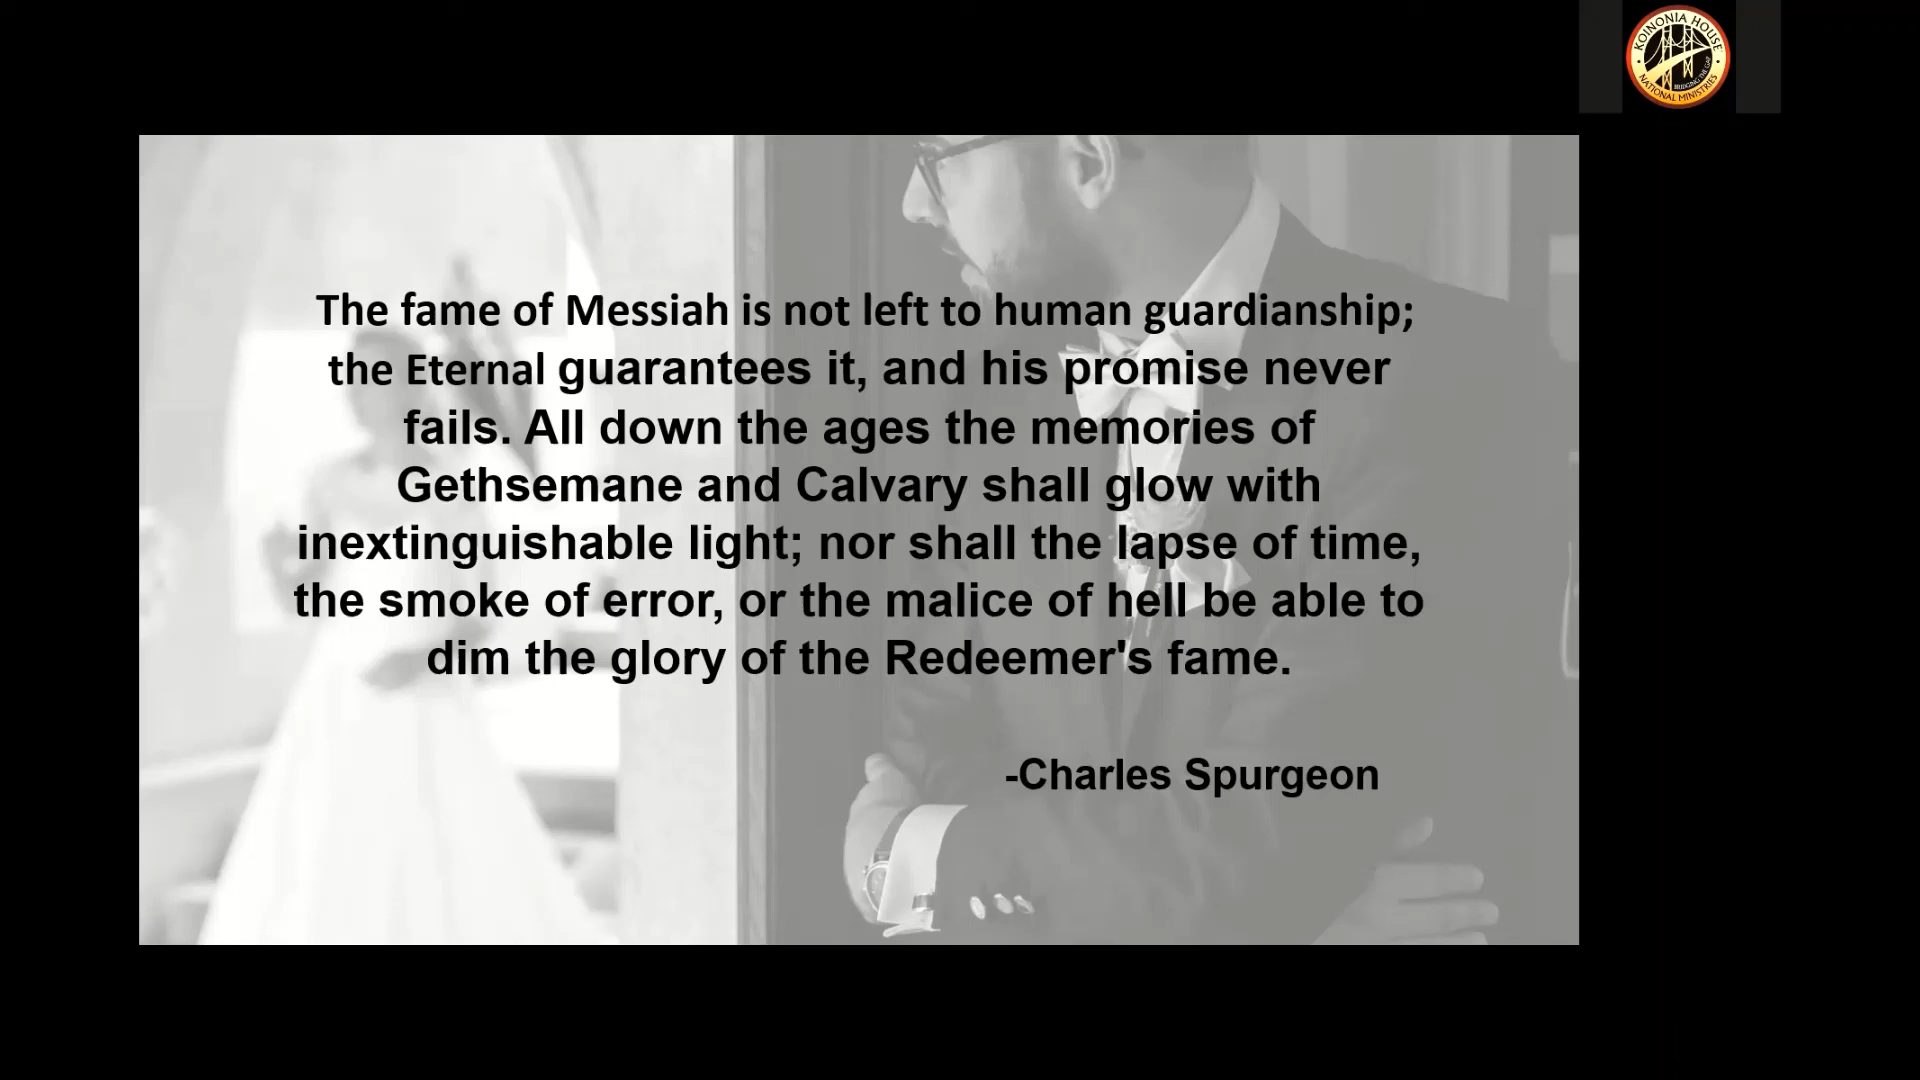 KOINONIA HOUSE
BRIDGING THE GAP
NATIONAL MINISTRIES
The fame of Messiah is not left to human guardianship;
the Eternal guarantees it, and his promise never
fails. All down the ages the memories of
Gethsemane and Calvary shall glow with
inextinguishable light; nor shall the lapse of time,
the smoke of error, or the malice of hell be able to
dim the glory of the Redeemer's fame.
-Charles Spurgeon